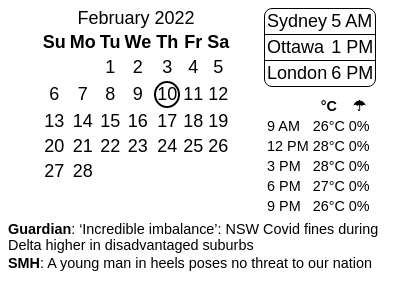 February 2022
Su Mo Tu We Th Fr Sa
1 2 3 4 5
6 7 8 9 10 11 12
13 14 15 16 17 18 19
20 21 22 23 24 25 26
27 28
Sydney 5 AM
Ottawa 1 PM
London 6 PM
°C ☂
9 AM 26°C 0%
12 PM 28°C 0%
3 PM 28°C 0%
6 PM 27°C 0%
9 PM 26°C 0%
Guardian: ‘Incredible imbalance’: NSW Covid fines during
Delta higher in disadvantaged suburbs
SMH: A young man in heels poses no threat to our nation